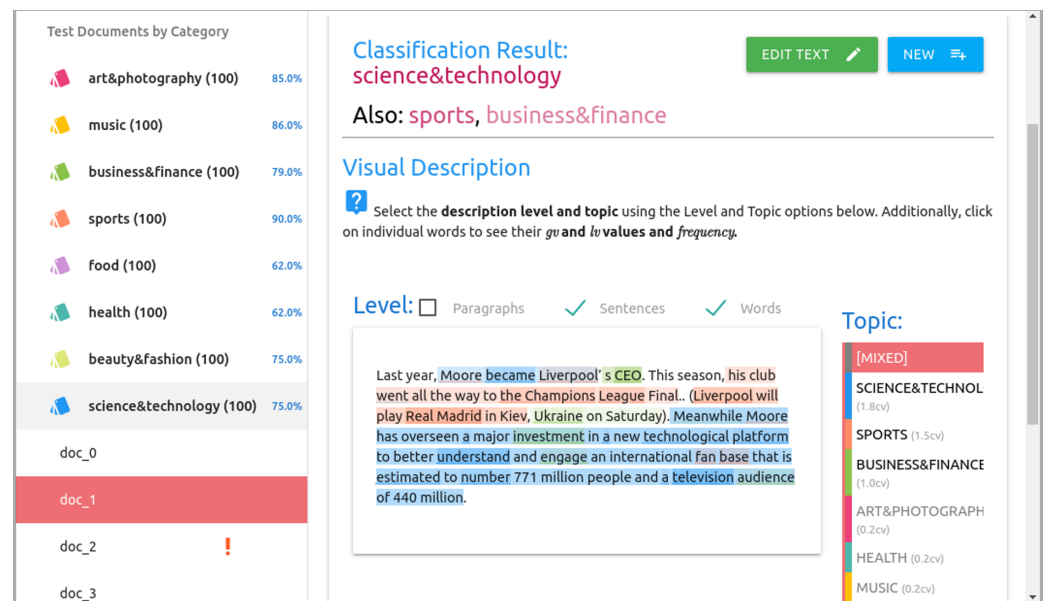 Test Documents by Category
art&photography (100) 85.0%
music (100) 86.0%
business&finance (100) 79.0%
sports (100) 90.0%
food (100) 62.0%
health (100) 62.0%
beauty&fashion (100) 75.0%
science&technology (100) 75.0%
doc_0
doc_1
doc_2
doc_3
Classification Result:
science&technology
EDIT TEXT
NEW
Also: sports, business&finance
Visual Description
? Select the description level and topic using the Level and Topic options below. Additionally, click
on individual words to see their gv and lv values and frequency.
Level: Paragraphs Sentences Words
Last year, Moore became Liverpool’ s CEO. This season, his club
went all the way to the Champions League Final.. (Liverpool will
play Real Madrid in Kiev, Ukraine on Saturday). Meanwhile Moore
has overseen a major investment in a new technological platform
to better understand and engage an international fan base that is
estimated to number 771 million people and a television audience
of 440 million.
Topic:
[MIXED]
SCIENCE&TECHNOL
(1.8cv)
SPORTS (1.5cv)
BUSINESS&FINANCE
(1.0cv)
ART&PHOTOGRAPH
(0.2cv)
HEALTH (0.2cv)
MUSIC (0.2cv)